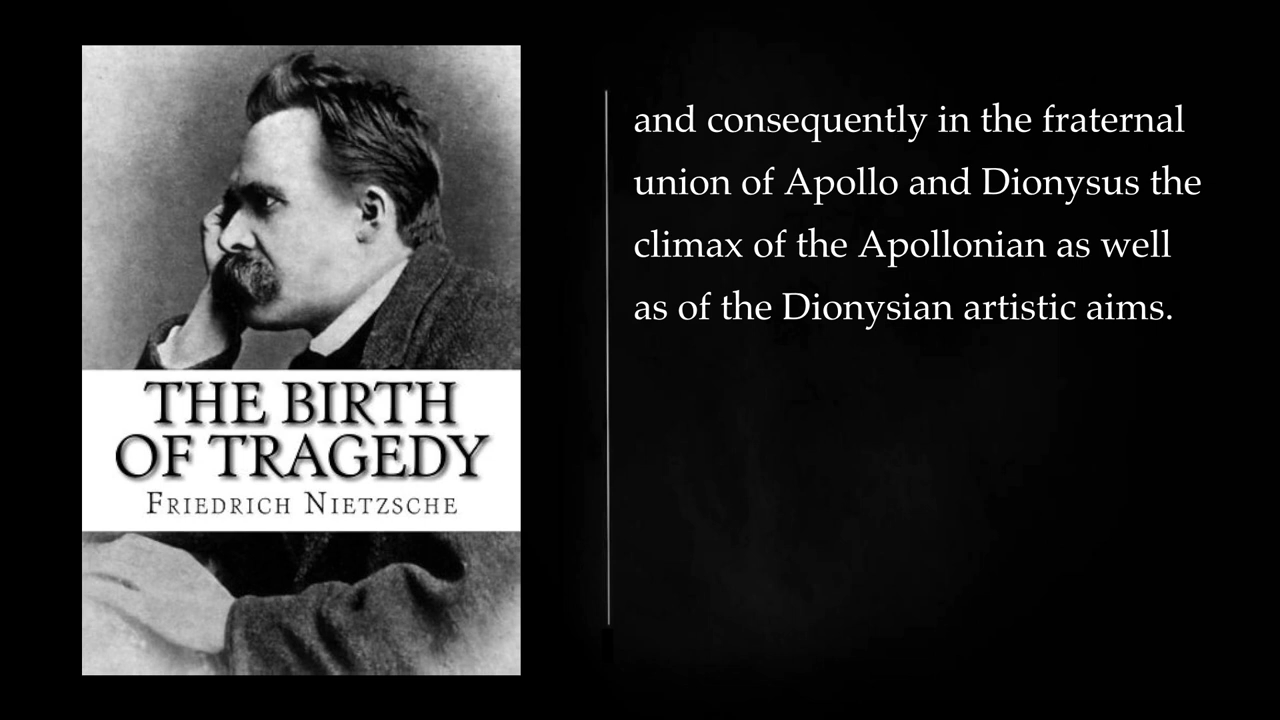 THE BIRTH
OF TRAGEDY
FRIEDRICH NIETZSCHE
and consequently in the fraternal
union of Apollo and Dionysus the
climax of the Apollonian as well
as of the Dionysian artistic aims.